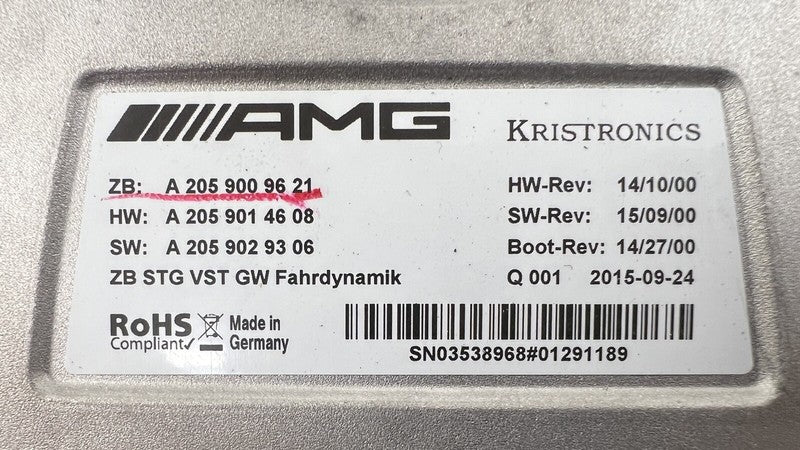 AMG KRISTRONICS
ZB: A 205 900 96 21 HW-Rev: 14/10/00
HW: A 205 901 46 08 SW-Rev: 15/09/00
SW: A 205 902 93 06 Boot-Rev: 14/27/00
ZB STG VST GW Fahrdynamik Q 001 2015-09-24
RoHS Made in
Compliant Germany
SN03538968#01291189